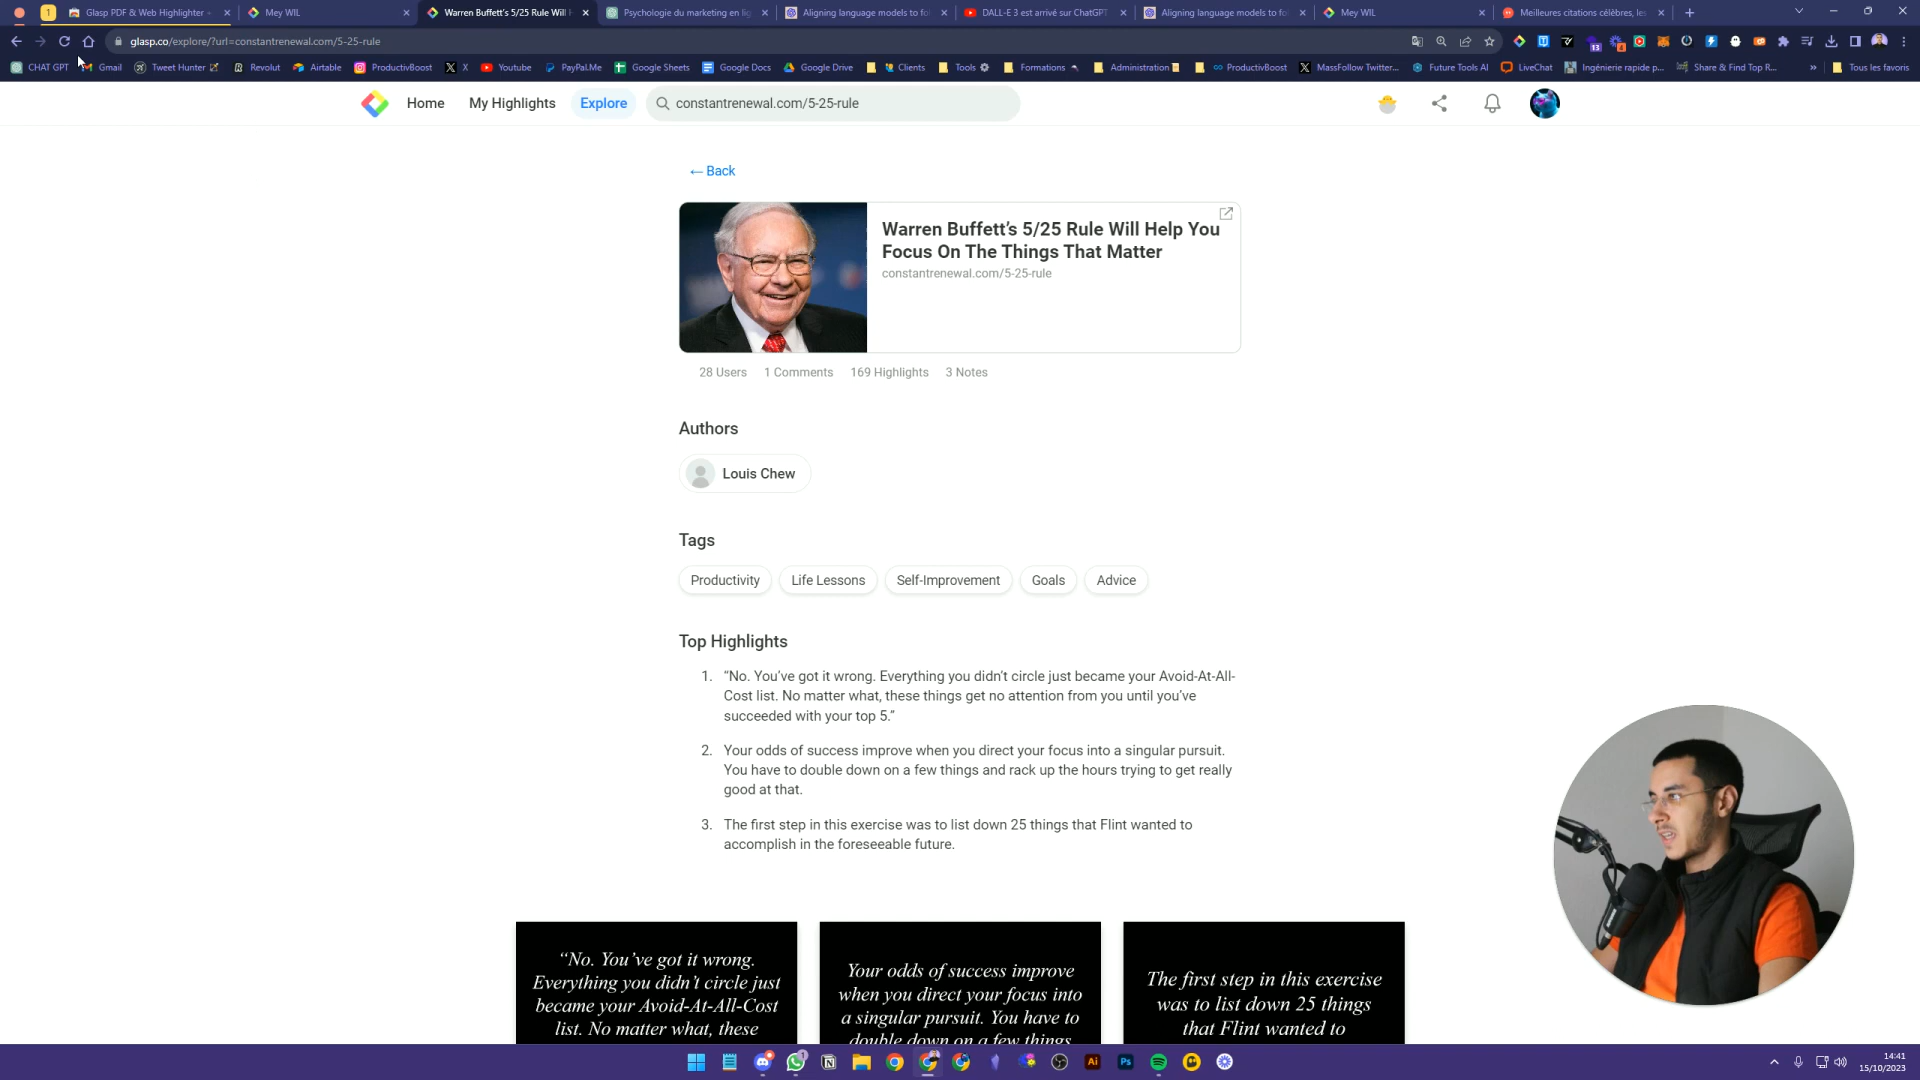 1
Glasp PDF & Web Highlighter -
Mey WIL
Warren Buffett's 5/25 Rule Will
Psychologie du marketing en lig
Aligning language models to fol
DALL-E 3 est arrivé sur ChatGPT
Aligning language models to fol
Mey WIL
Meilleures citations célèbres, les
glasp.co/explore/?url=constantrenewal.com/5-25-rule
CHAT GPT
Gmail
Tweet Hunter
Revolut
Airtable
ProductivBoost
X
Youtube
PayPal.Me
Google Sheets
Google Docs
Google Drive
Clients
Tools
Formations
Administration
ProductivBoost
MassFollow Twitter...
Future Tools AI
LiveChat
Ingénierie rapide p...
Share & Find Top R...
»
Tous les favoris
Home
My Highlights
Explore
constantrenewal.com/5-25-rule
← Back
Warren Buffett's 5/25 Rule Will Help You
Focus On The Things That Matter
constantrenewal.com/5-25-rule
28 Users 1 Comments 169 Highlights 3 Notes
Authors
Louis Chew
Tags
Productivity Life Lessons Self-Improvement Goals Advice
Top Highlights
1. “No. You've got it wrong. Everything you didn't circle just became your Avoid-At-All-
Cost list. No matter what, these things get no attention from you until you've
succeeded with your top 5.”
2. Your odds of success improve when you direct your focus into a singular pursuit.
You have to double down on a few things and rack up the hours trying to get really
good at that.
3. The first step in this exercise was to list down 25 things that Flint wanted to
accomplish in the foreseeable future.
“No. You've got it wrong.
Everything you didn't circle just
became your Avoid-At-All-Cost
list. No matter what, these
Your odds of success improve
when you direct your focus into
a singular pursuit. You have to
double down on a few things
The first step in this exercise
was to list down 25 things
that Flint wanted to
14:41
15/10/2023